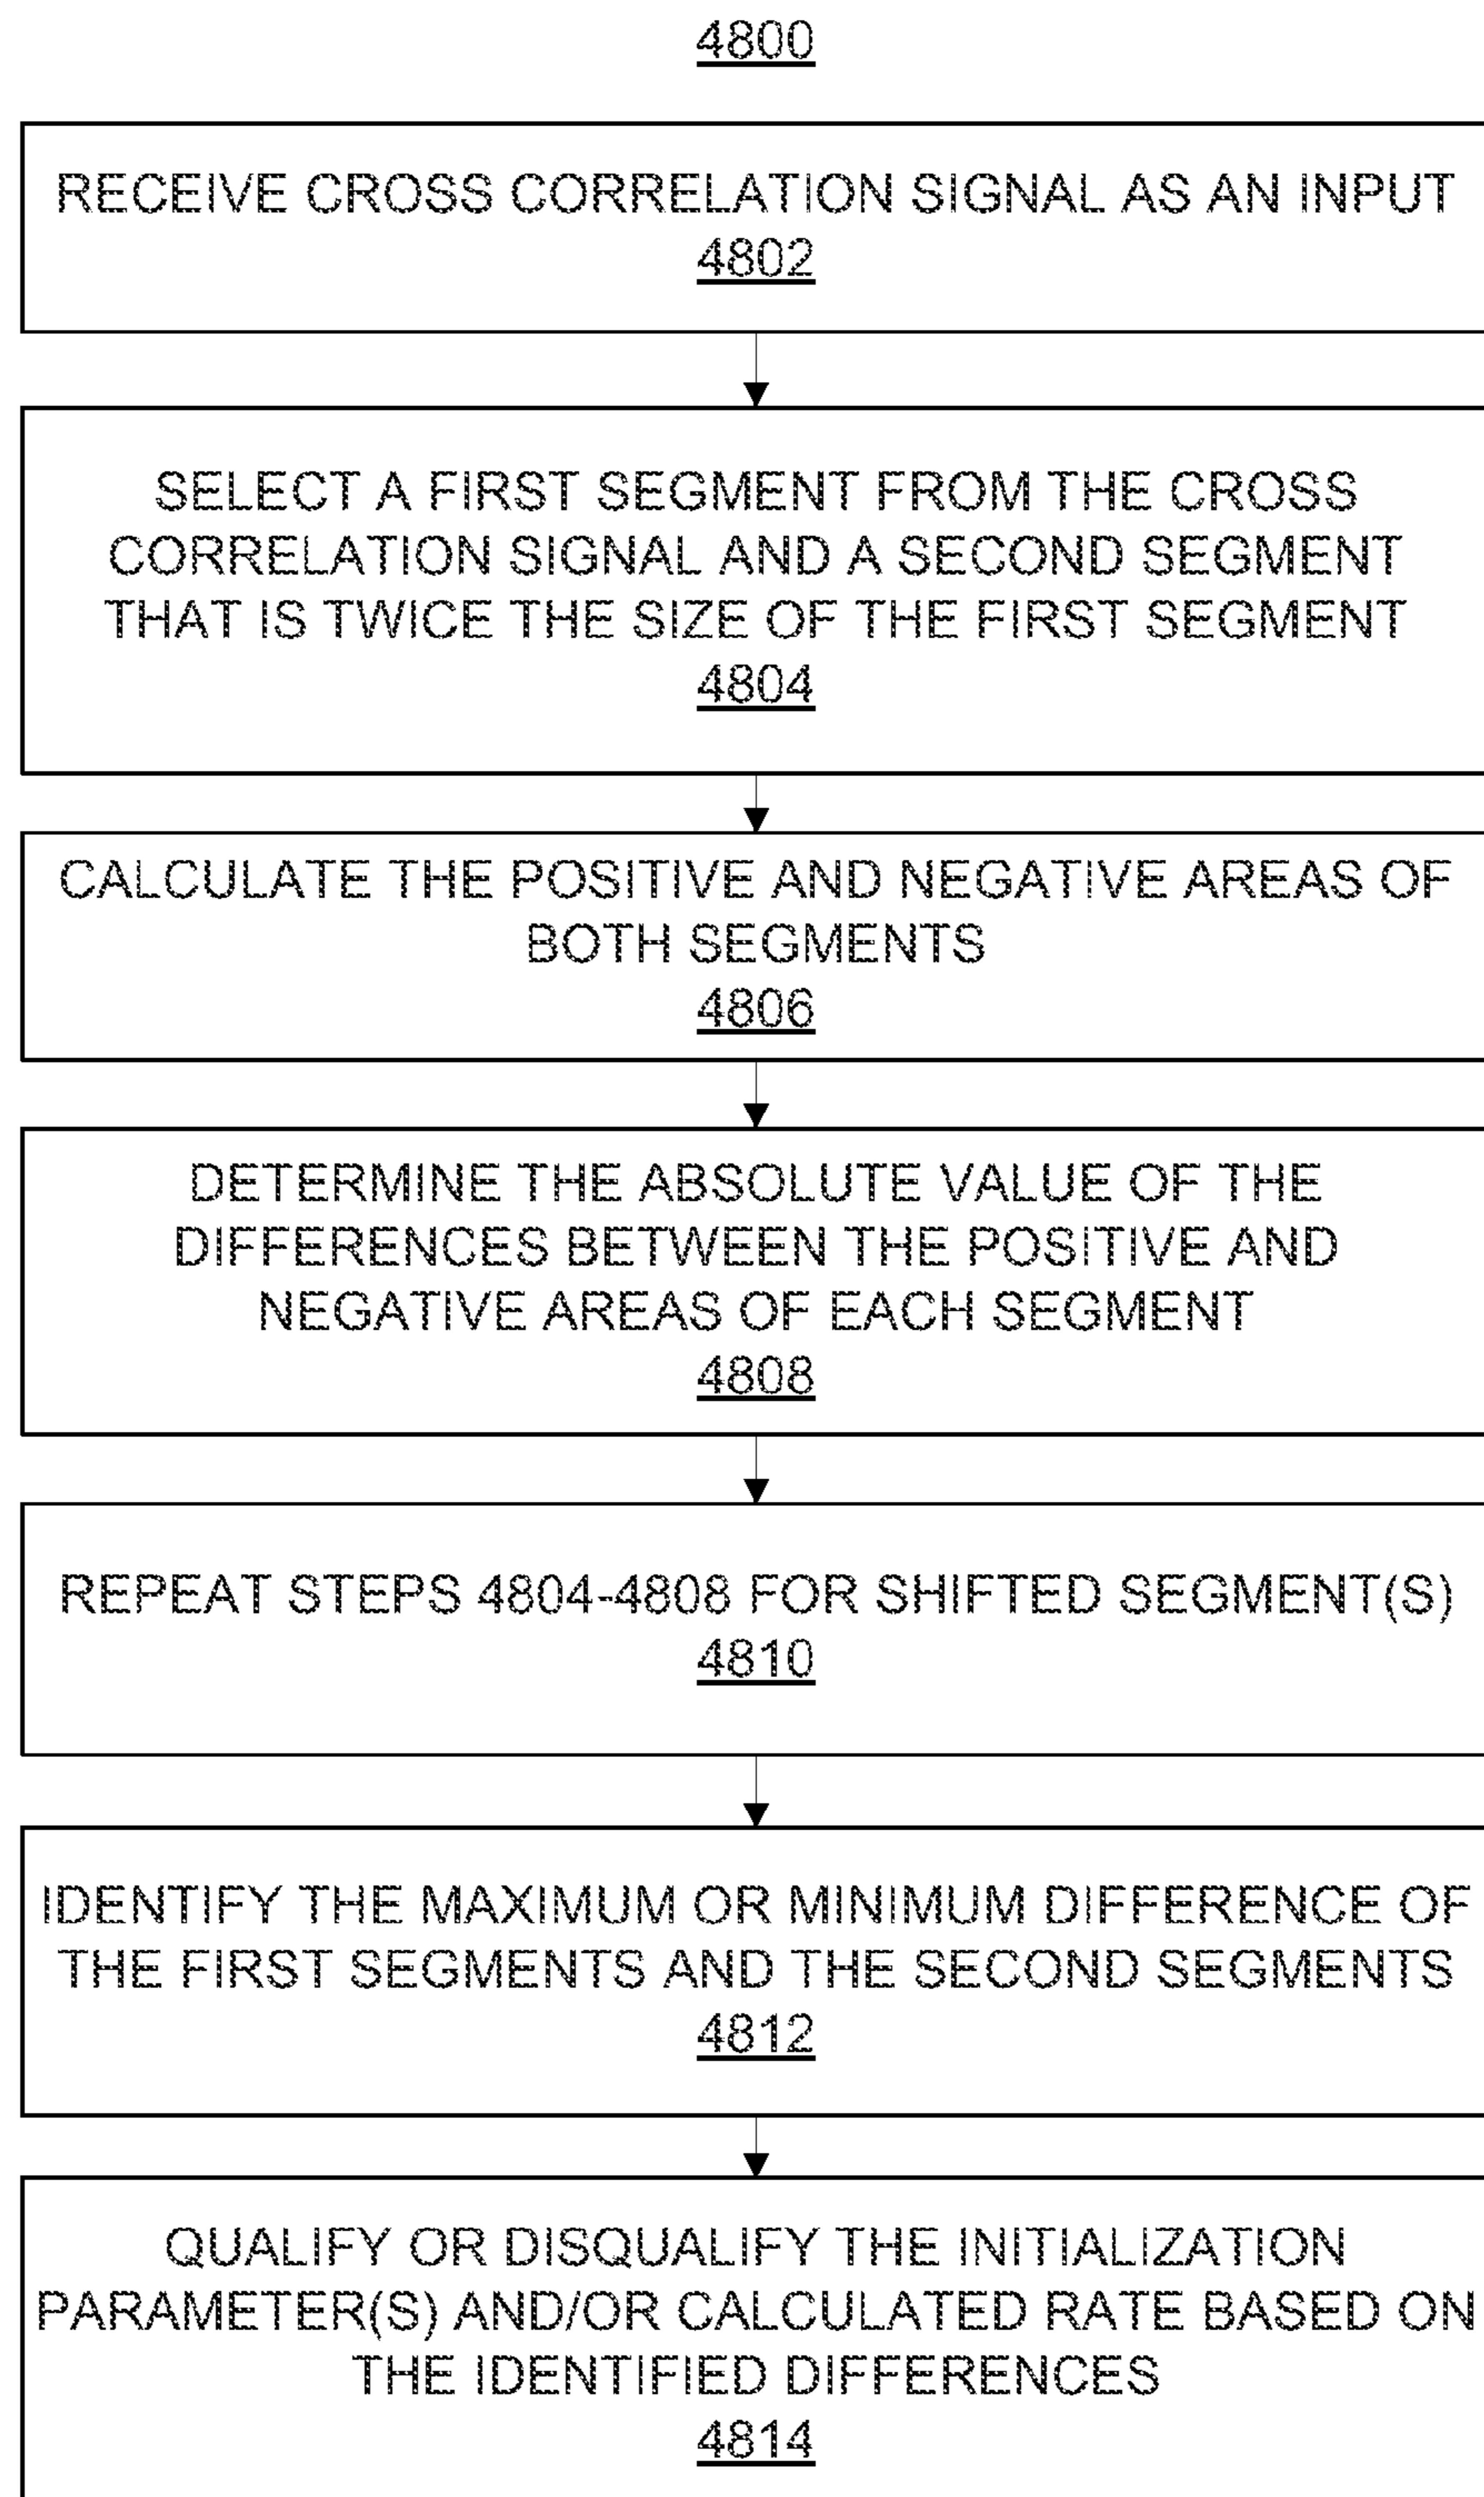 4800
RECEIVE CROSS CORRELATION SIGNAL AS AN INPUT
4802
SELECT A FIRST SEGMENT FROM THE CROSS
CORRELATION SIGNAL AND A SECOND SEGMENT
THAT IS TWICE THE SIZE OF THE FIRST SEGMENT
4804
CALCULATE THE POSITIVE AND NEGATIVE AREAS OF
BOTH SEGMENTS
4806
DETERMINE THE ABSOLUTE VALUE OF THE
DIFFERENCES BETWEEN THE POSITIVE AND
NEGATIVE AREAS OF EACH SEGMENT
4808
REPEAT STEPS 4804-4808 FOR SHIFTED SEGMENT(S)
4810
IDENTIFY THE MAXIMUM OR MINIMUM DIFFERENCE OF
THE FIRST SEGMENTS AND THE SECOND SEGMENTS
4812
QUALIFY OR DISQUALIFY THE INITIALIZATION
PARAMETER(S) AND/OR CALCULATED RATE BASED ON
THE IDENTIFIED DIFFERENCES
4814